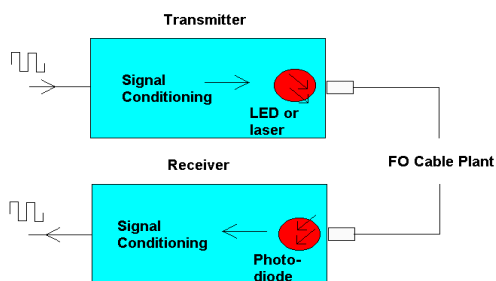 Transmitter
Signal
Conditioning
LED or
laser
FO Cable Plant
Receiver
Signal
Conditioning
Photo-
diode